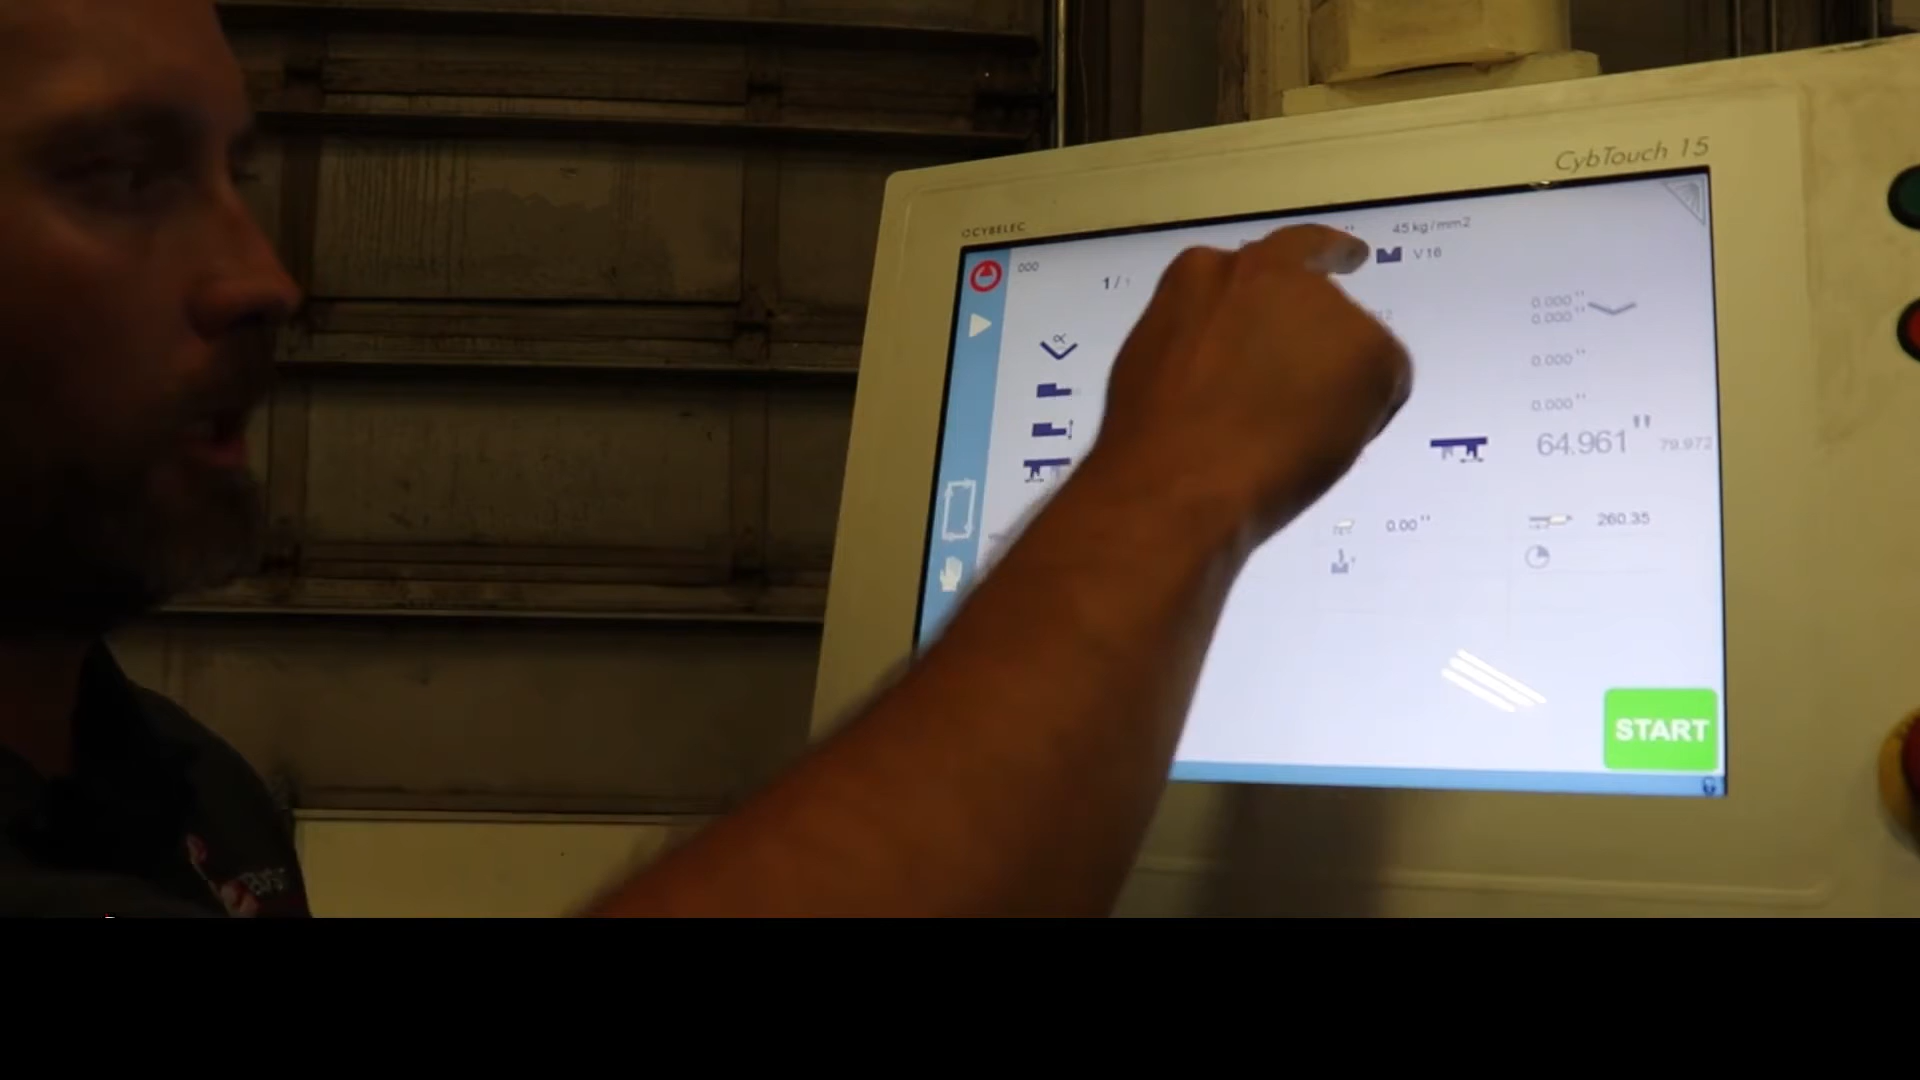 CybTouch 15
CYBELEC
45 kg/mm2
000
V16
1 /
0.000"
0.000"
0.000"
0.000"
64.961" 79.972
0.00"
260.35
START